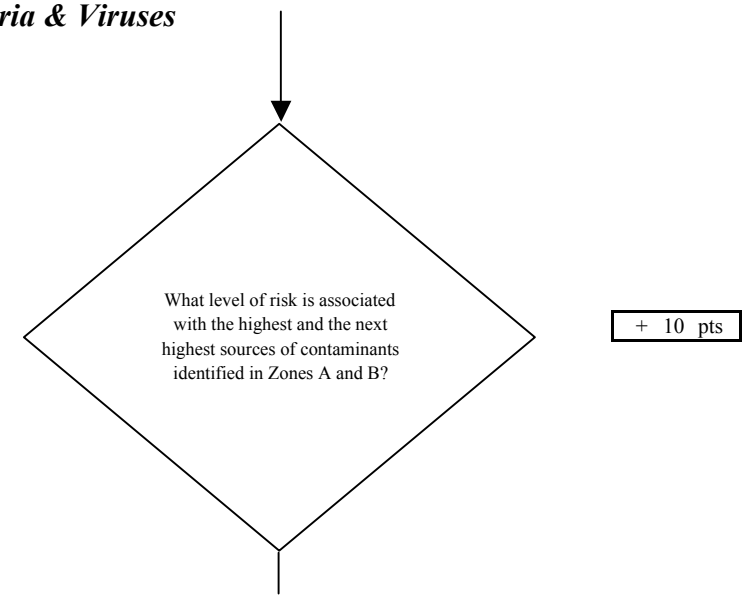 ria & Viruses
What level of risk is associated
with the highest and the next
highest sources of contaminants
identified in Zones A and B?
+ 10 pts